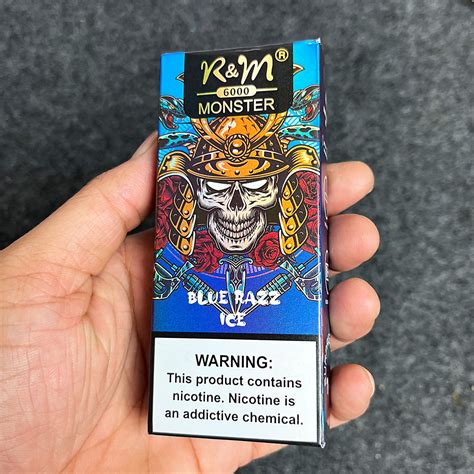 R&M®
6000
MONSTER
BLUE RAZZ
ICE
WARNING:
This product contains
nicotine. Nicotine is
an addictive chemical.